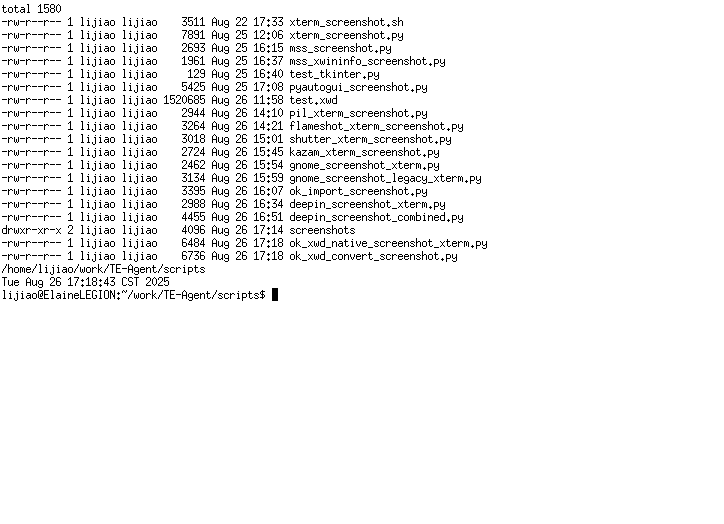 total 1580
-rw-r--r-- 1 lijiao lijiao    3511 Aug 22 17:33 xterm_screenshot.sh
-rw-r--r-- 1 lijiao lijiao    7891 Aug 25 12:06 xterm_screenshot.py
-rw-r--r-- 1 lijiao lijiao    2693 Aug 25 16:15 mss_screenshot.py
-rw-r--r-- 1 lijiao lijiao    1961 Aug 25 16:37 mss_xwininfo_screenshot.py
-rw-r--r-- 1 lijiao lijiao     129 Aug 25 16:40 test_tkinter.py
-rw-r--r-- 1 lijiao lijiao    5425 Aug 25 17:08 pyautogui_screenshot.py
-rw-r--r-- 1 lijiao lijiao 1520685 Aug 26 11:58 test.xwd
-rw-r--r-- 1 lijiao lijiao    2944 Aug 26 14:10 pil_xterm_screenshot.py
-rw-r--r-- 1 lijiao lijiao    3264 Aug 26 14:21 flameshot_xterm_screenshot.py
-rw-r--r-- 1 lijiao lijiao    3018 Aug 26 15:01 shutter_xterm_screenshot.py
-rw-r--r-- 1 lijiao lijiao    2724 Aug 26 15:45 kazam_xterm_screenshot.py
-rw-r--r-- 1 lijiao lijiao    2462 Aug 26 15:54 gnome_screenshot_xterm.py
-rw-r--r-- 1 lijiao lijiao    3134 Aug 26 15:59 gnome_screenshot_legacy_xterm.py
-rw-r--r-- 1 lijiao lijiao    3395 Aug 26 16:07 ok_import_screenshot.py
-rw-r--r-- 1 lijiao lijiao    2988 Aug 26 16:34 deepin_screenshot_xterm.py
-rw-r--r-- 1 lijiao lijiao    4455 Aug 26 16:51 deepin_screenshot_combined.py
drwxr-xr-x 2 lijiao lijiao    4096 Aug 26 17:14 screenshots
-rw-r--r-- 1 lijiao lijiao    6484 Aug 26 17:18 ok_xwd_native_screenshot_xterm.py
-rw-r--r-- 1 lijiao lijiao    6736 Aug 26 17:18 ok_xwd_convert_screenshot.py
/home/lijiao/work/TE-Agent/scripts
Tue Aug 26 17:18:43 CST 2025
lijiao@ElaineLEGION:~/work/TE-Agent/scripts$